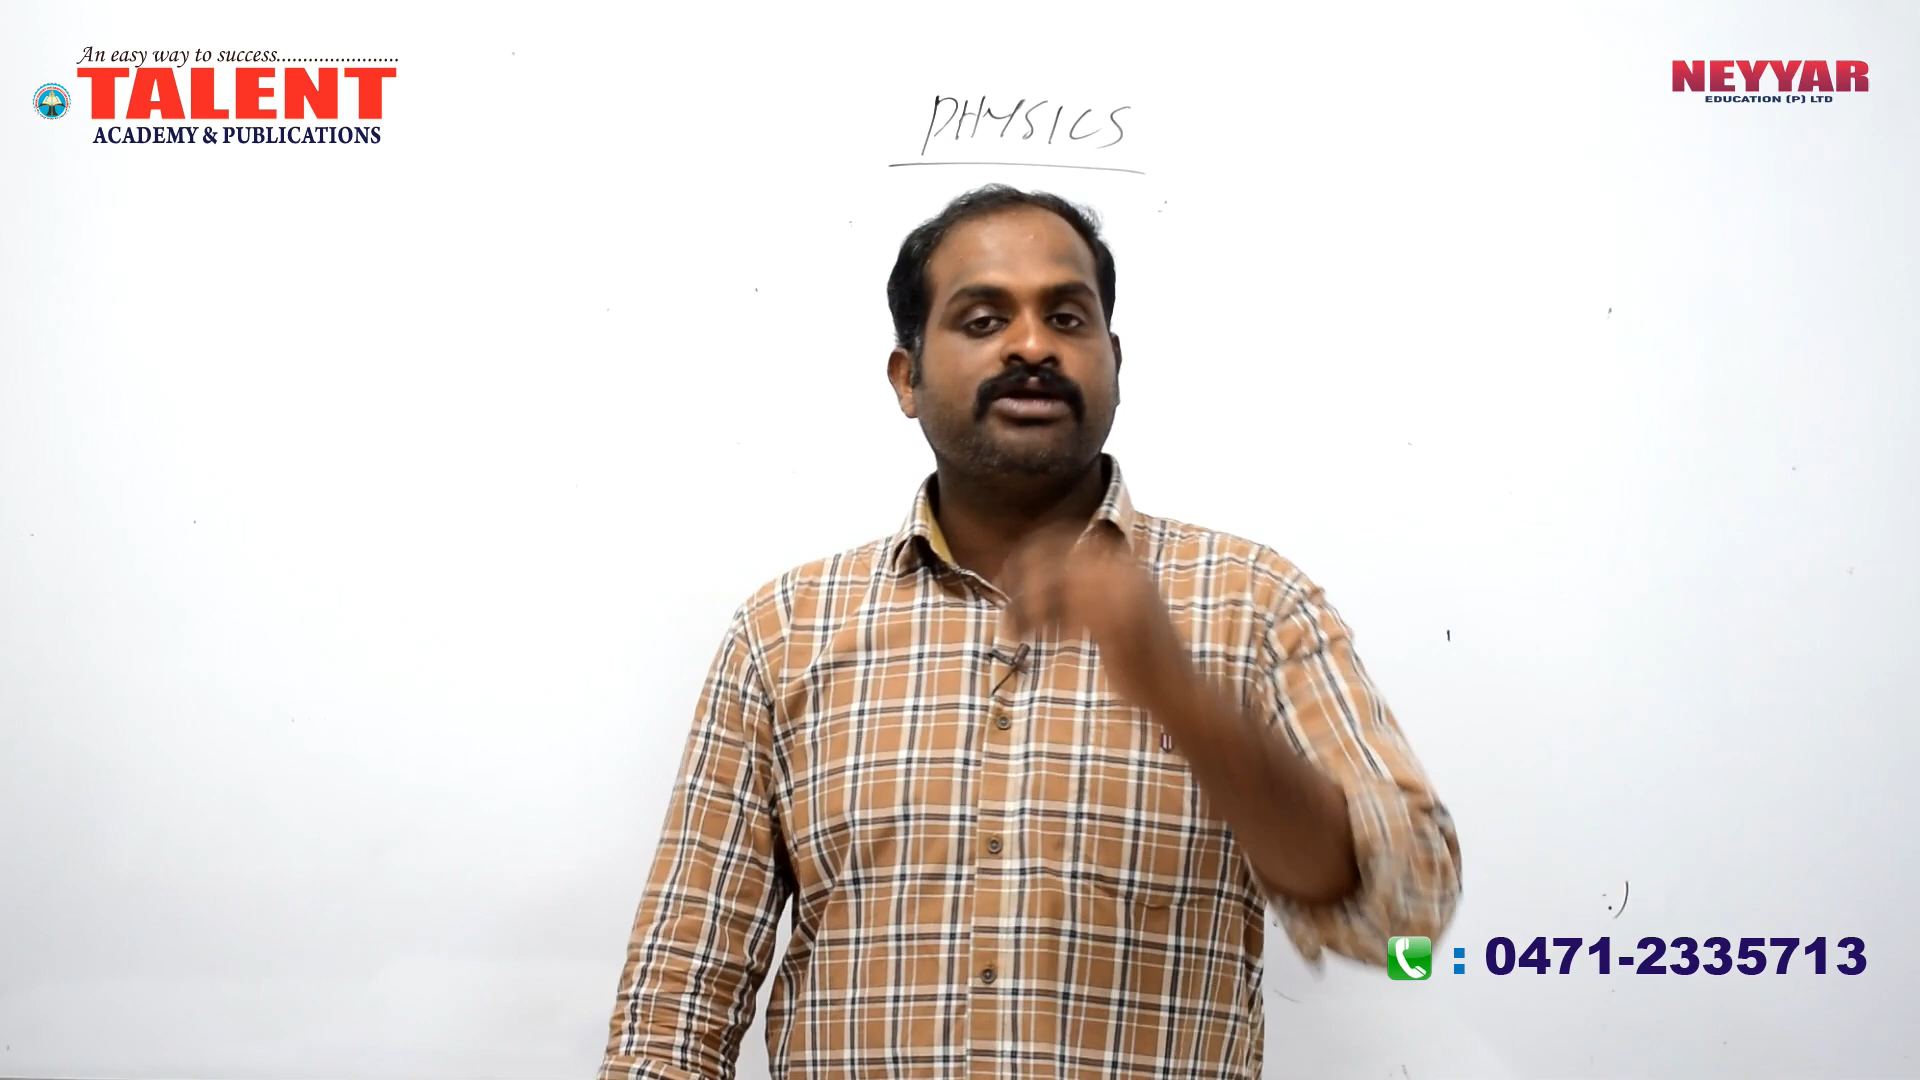 An easy way to success......................
TALENT
ACADEMY & PUBLICATIONS
NEYYAR
EDUCATION (P) LTD
PHYSICS
: 0471-2335713